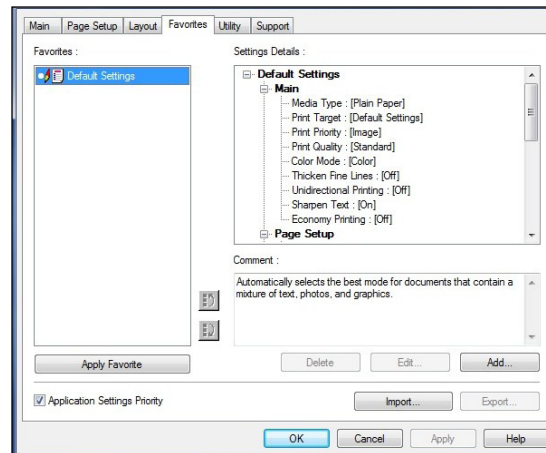 Main Page Setup Layout Favorites Utility Support
Favorites :
Default Settings
Apply Favorite
Settings Details :
Default Settings
Main
Media Type : [Plain Paper]
Print Target : [Default Settings]
Print Priority : [Image]
Print Quality : [Standard]
Color Mode : [Color]
Thicken Fine Lines : [Off]
Unidirectional Printing : [Off]
Sharpen Text : [On]
Economy Printing : [Off]
Page Setup
Comment :
Automatically selects the best mode for documents that contain a
mixture of text, photos, and graphics.
Delete Edit... Add...
Application Settings Priority
Import... Export...
OK Cancel Apply Help